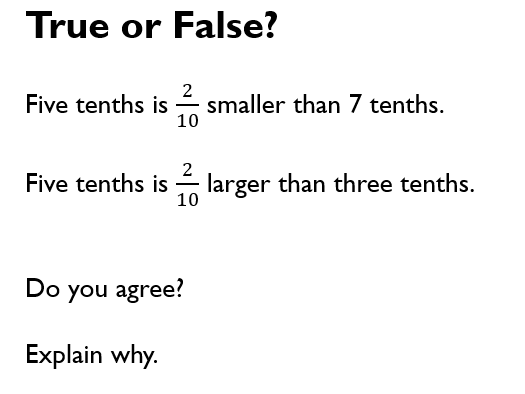 True or False?
Five tenths is 2/10 smaller than 7 tenths.
Five tenths is 2/10 larger than three tenths.
Do you agree?
Explain why.